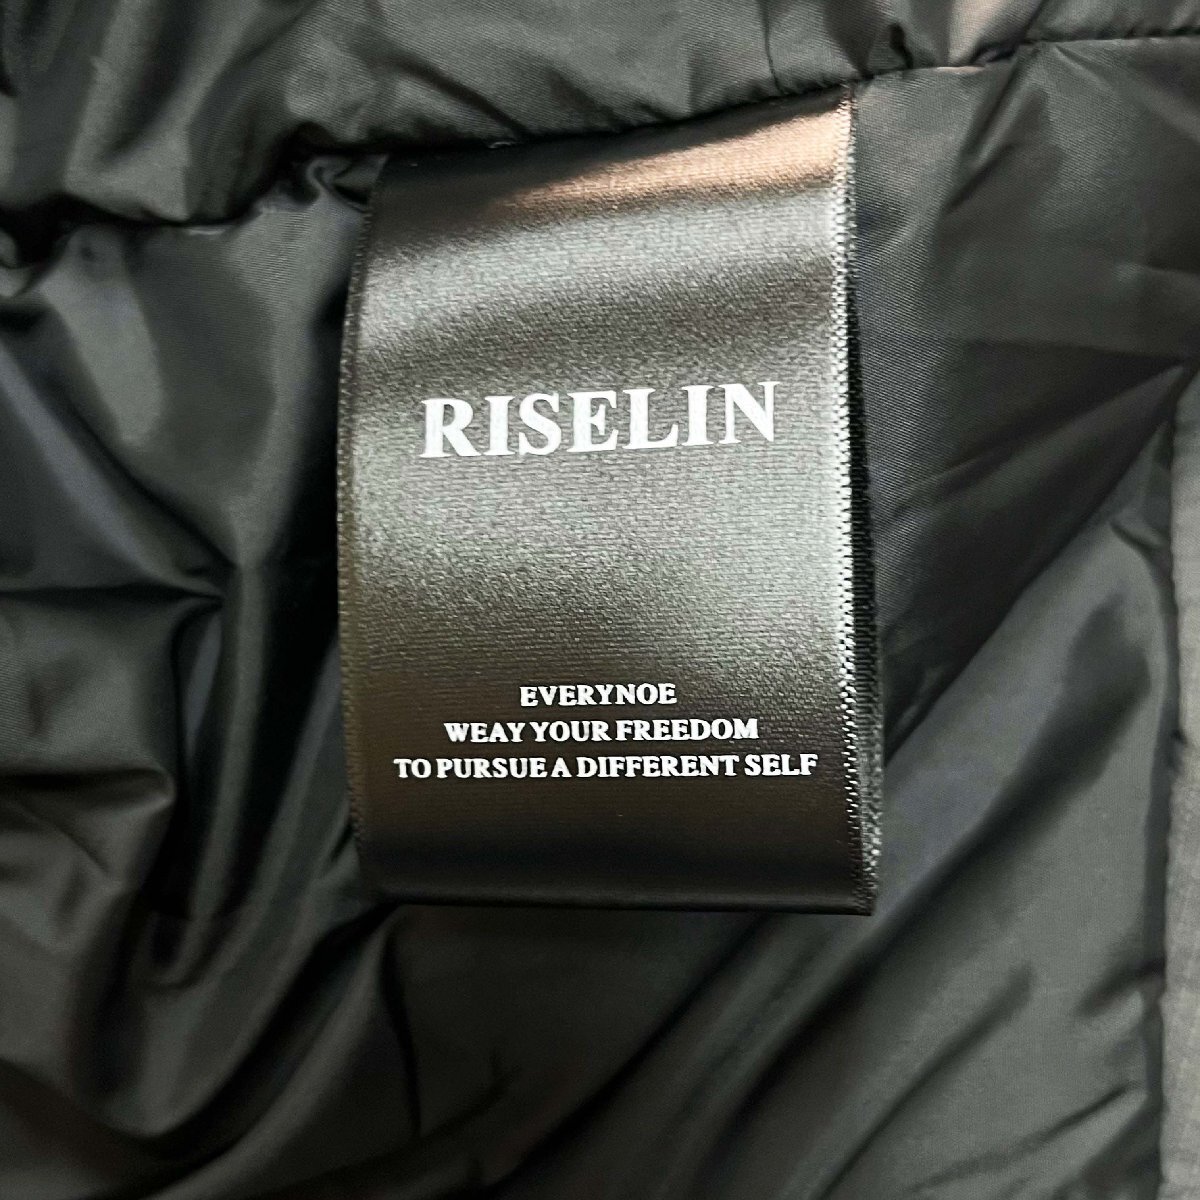 RISELIN
EVERYNOE
WEAY YOUR FREEDOM
TO PURSUE A DIFFERENT SELF